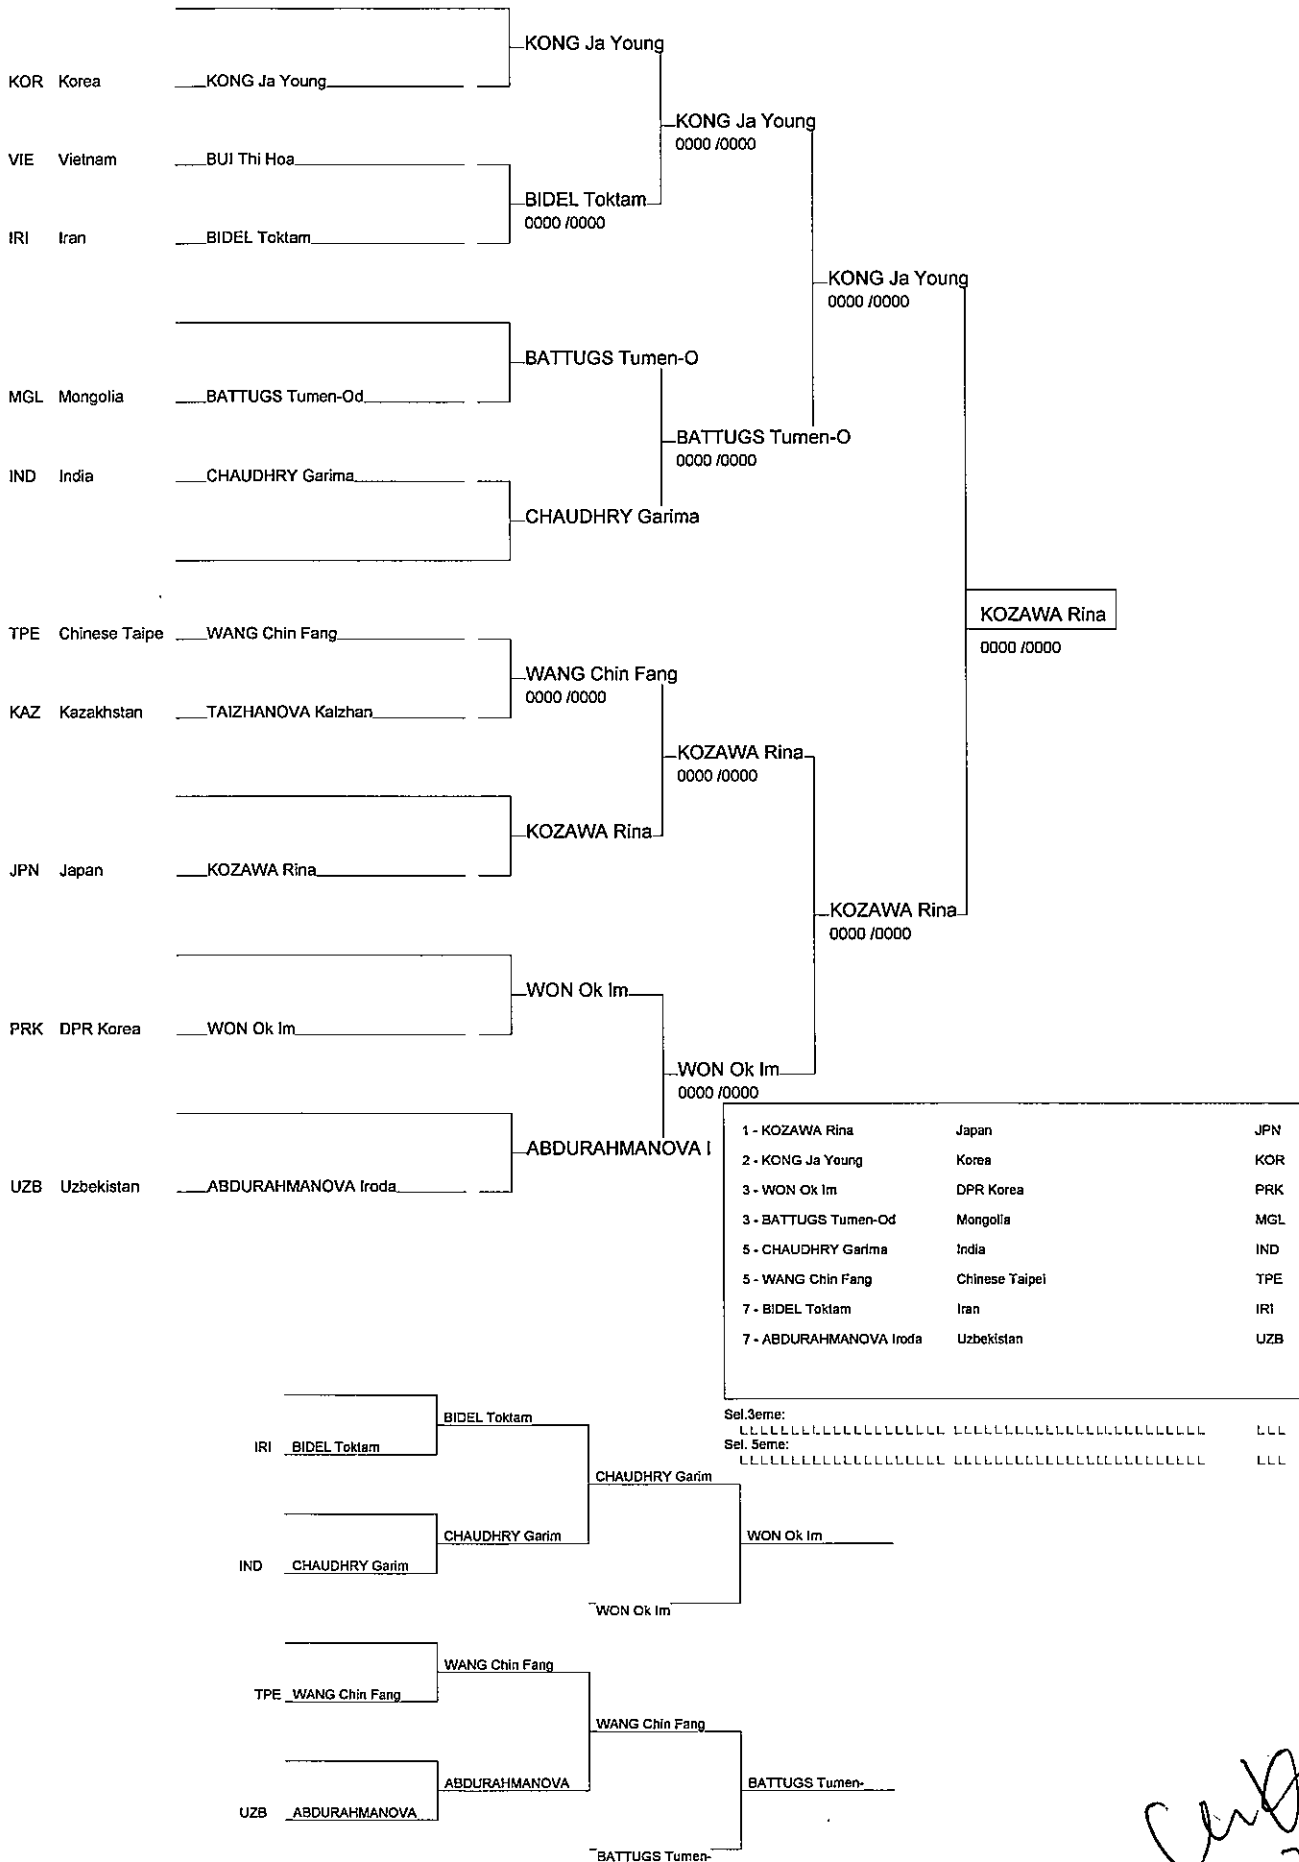 KONG Ja Young
KOR Korea KONG Ja Young
KONG Ja Young
0000 /0000
VIE Vietnam BUI Thi Hoa
BIDEL Toktam
0000 /0000
IRI Iran BIDEL Toktam
KONG Ja Young
0000 /0000
BATTUGS Tumen-O
MGL Mongolia BATTUGS Tumen-Od
BATTUGS Tumen-O
0000 /0000
IND India CHAUDHRY Garima
CHAUDHRY Garima
KOZAWA Rina
0000 /0000
TPE Chinese Taipe WANG Chin Fang
WANG Chin Fang
0000 /0000
KAZ Kazakhstan TAIZHANOVA Kalzhan
KOZAWA Rina
0000 /0000
KOZAWA Rina
JPN Japan KOZAWA Rina
KOZAWA Rina
0000 /0000
WON Ok Im
PRK DPR Korea WON Ok Im
WON Ok Im
0000 /0000
ABDURAHMANOVA I
UZB Uzbekistan ABDURAHMANOVA Iroda
1 - KOZAWA Rina Japan JPN
2 - KONG Ja Young Korea KOR
3 - WON Ok Im DPR Korea PRK
3 - BATTUGS Tumen-Od Mongolia MGL
5 - CHAUDHRY Garima India IND
5 - WANG Chin Fang Chinese Taipei TPE
7 - BIDEL Toktam Iran IRI
7 - ABDURAHMANOVA Iroda Uzbekistan UZB
Sel.3eme:
Sel. 5eme:
BIDEL Toktam
IRI BIDEL Toktam
CHAUDHRY Garim
CHAUDHRY Garim
WON Ok Im
IND CHAUDHRY Garim
WON Ok Im
WANG Chin Fang
TPE WANG Chin Fang
WANG Chin Fang
ABDURAHMANOVA
BATTUGS Tumen-
UZB ABDURAHMANOVA
BATTUGS Tumen-